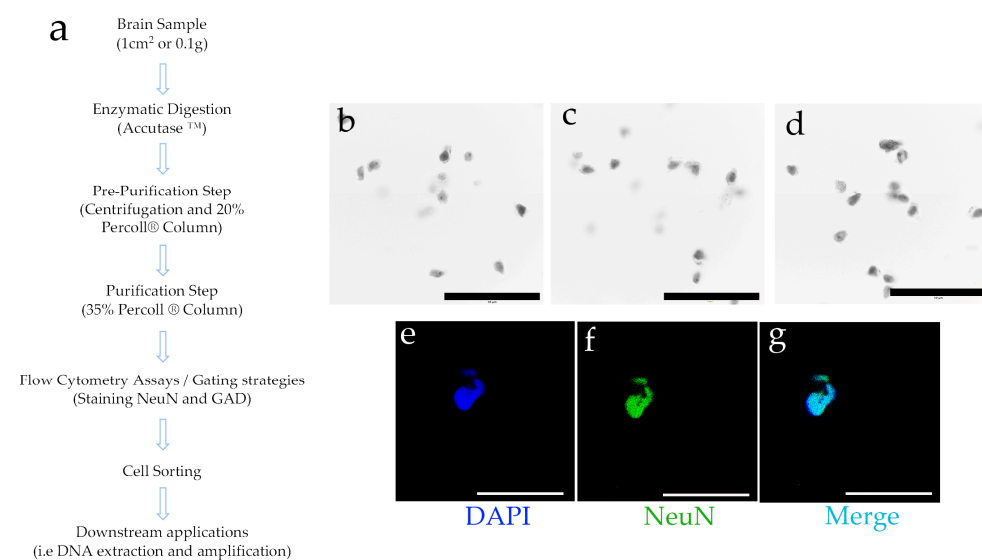 a
Brain Sample
(1cm² or 0.1g)
Enzymatic Digestion
(Accutase ™)
Pre-Purification Step
(Centrifugation and 20%
Percoll® Column)
Purification Step
(35% Percoll ® Column)
Flow Cytometry Assays / Gating strategies
(Staining NeuN and GAD)
Cell Sorting
Downstream applications
(i.e DNA extraction and amplification)
b
c
d
e
f
g
DAPI
NeuN
Merge